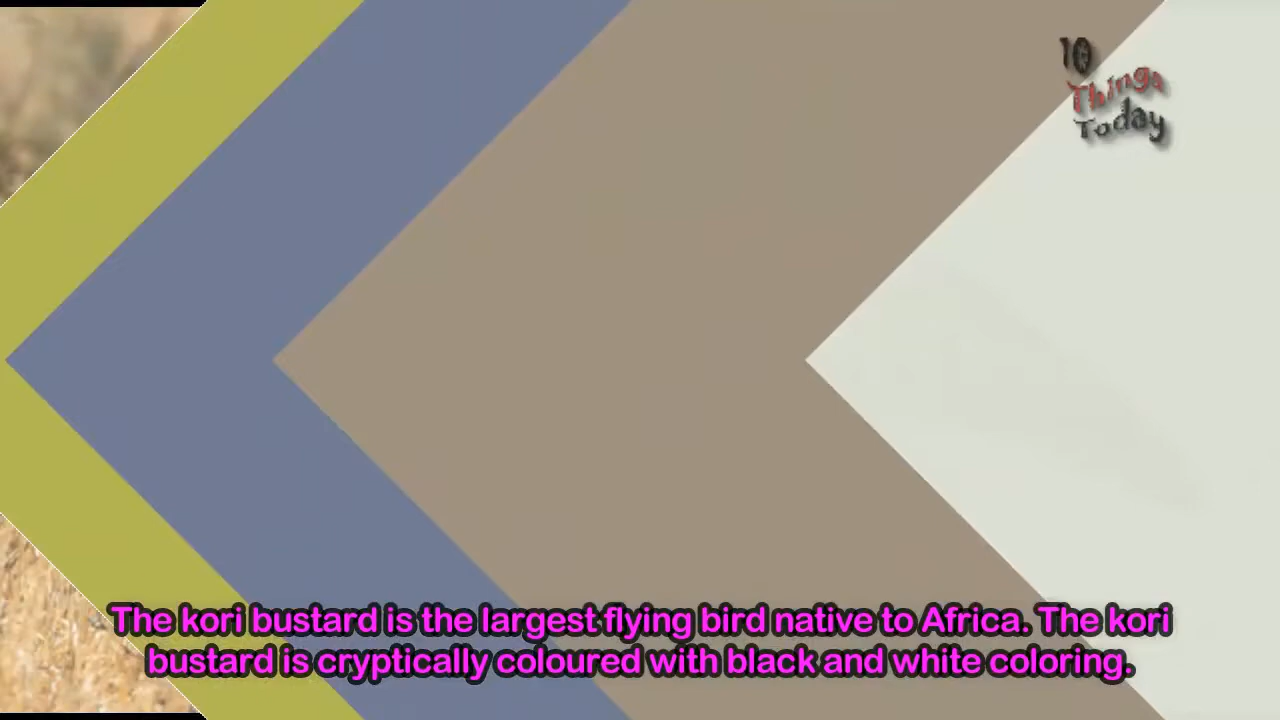 10
Things
Today
The kori bustard is the largest flying bird native to Africa. The kori
bustard is cryptically coloured with black and white coloring.